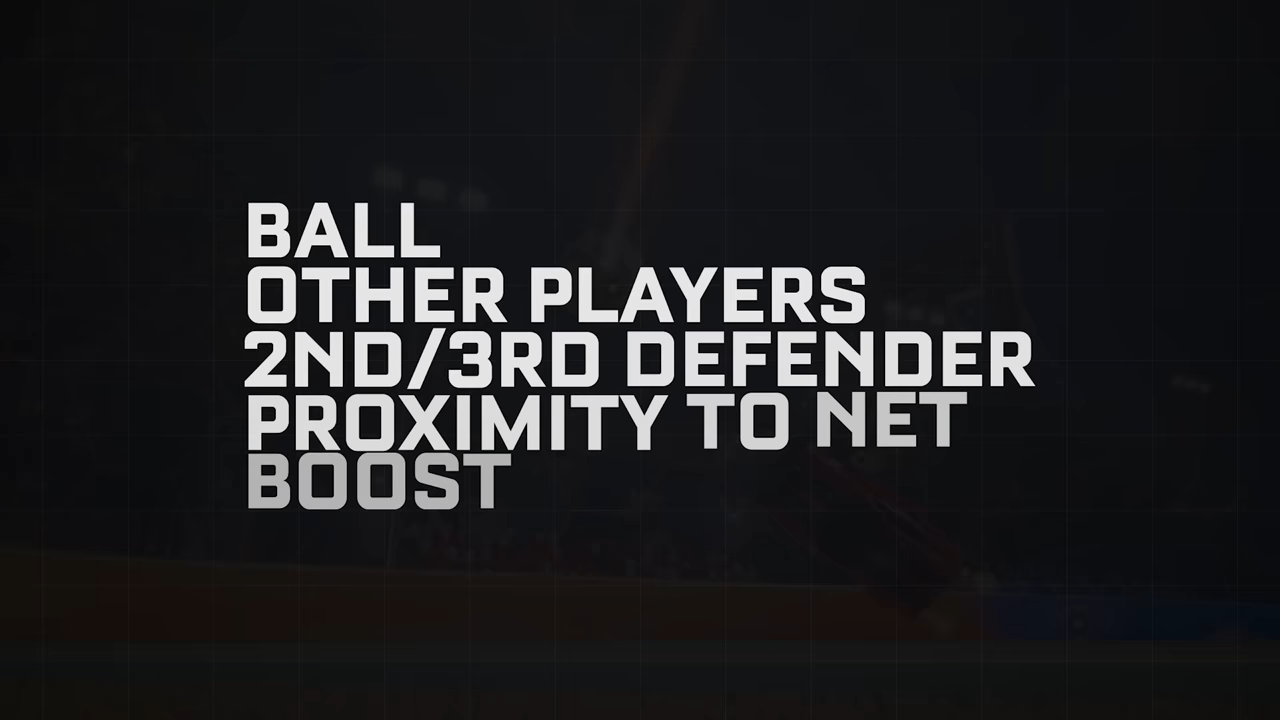 BALL
OTHER PLAYERS
2ND/3RD DEFENDER
PROXIMITY TO NET
BOOST